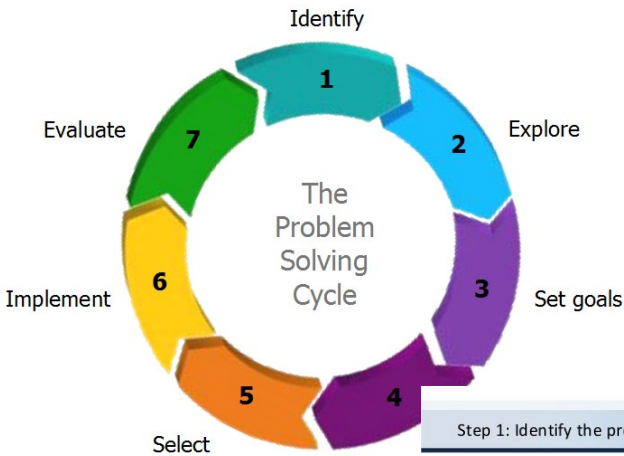 Identify
1
Explore
2
Set goals
3
4
Select
5
Implement
6
Evaluate
7
The
Problem
Solving
Cycle
Step 1: Identify the